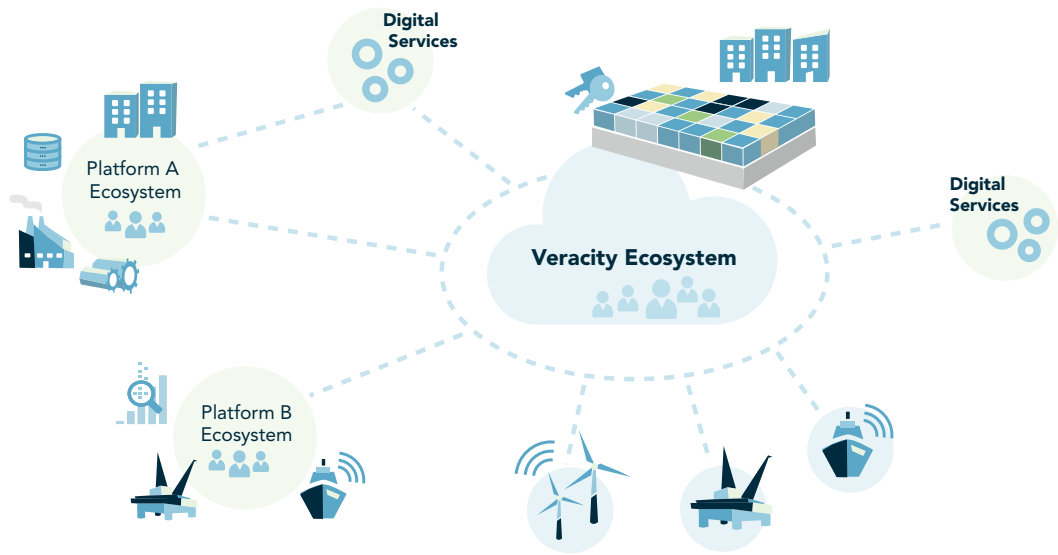 Digital
Services
Platform A
Ecosystem
Digital
Services
Veracity Ecosystem
Platform B
Ecosystem